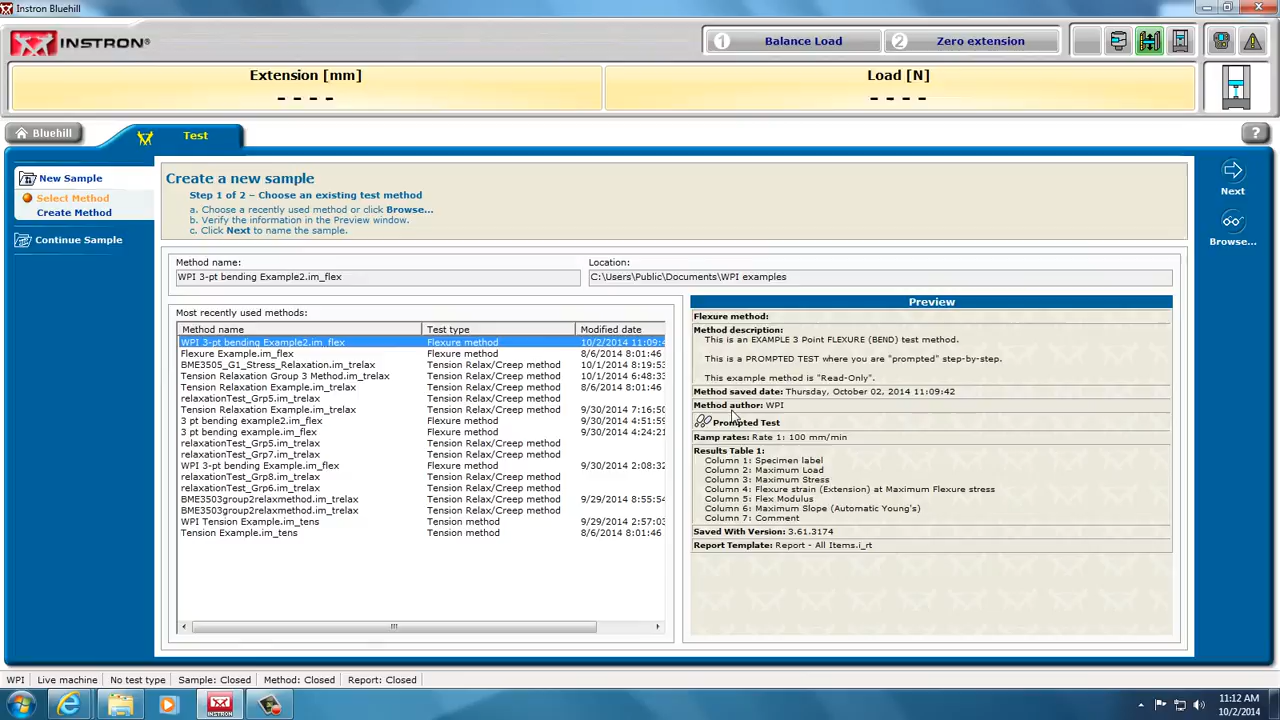 Instron Bluehill
INSTRON®
1 Balance Load
2 Zero extension
Extension [mm]
- - - -
Load [N]
- - - -
Bluehill
Test
?
New Sample
Select Method
Create Method
Continue Sample
Create a new sample
Step 1 of 2 – Choose an existing test method
a. Choose a recently used method or click Browse...
b. Verify the information in the Preview window.
c. Click Next to name the sample.
Next
Browse...
Method name:
WPI 3-pt bending Example2.im_flex
Location:
C:\Users\Public\Documents\WPI examples
Most recently used methods:
Method name Test type Modified date
WPI 3-pt bending Example2.im_flex Flexure method 10/2/2014 11:09:4
Flexure Example.im_flex Flexure method 8/6/2014 8:01:46
BME3505_G1_Stress_Relaxation.im_trelax Tension Relax/Creep method 10/1/2014 8:19:53
Tension Relaxation Group 3 Method.im_trelax Tension Relax/Creep method 10/1/2014 6:48:33
Tension Relaxation Example.im_trelax Tension Relax/Creep method 8/6/2014 8:01:46
relaxationTest_Grp5.im_trelax Tension Relax/Creep method
Tension Relaxation Example.im_trelax Tension Relax/Creep method 9/30/2014 7:16:50
3 pt bending example2.im_flex Flexure method 9/30/2014 4:51:59
3 pt bending example.im_flex Flexure method 9/30/2014 4:24:21
relaxationTest_Grp5.im_trelax Tension Relax/Creep method
relaxationTest_Grp5.im_trelax Tension Relax/Creep method
WPI 3-pt bending Example.im_flex Flexure method 9/30/2014 2:08:32
relaxationTest_Grp8.im_trelax Tension Relax/Creep method
relaxationTest_Grp6.im_trelax Tension Relax/Creep method
BME3503group2relaxmethod.im_trelax Tension Relax/Creep method 9/29/2014 8:55:54
BME3503group2relaxmethod.im_trelax Tension Relax/Creep method
WPI Tension Example.im_tens Tension method 9/29/2014 2:57:03
Tension Example.im_tens Tension method 8/6/2014 8:01:46
Preview
Flexure method:
Method description:
This is an EXAMPLE 3 Point FLEXURE (BEND) test method.
This is a PROMPTED TEST where you are "prompted" step-by-step.
This example method is "Read-Only".
Method saved date: Thursday, October 02, 2014 11:09:42
Method author: WPI
Prompted Test
Ramp rates: Rate 1: 100 mm/min
Results Table 1:
Column 1: Specimen label
Column 2: Maximum Load
Column 3: Maximum Stress
Column 4: Flexure strain (Extension) at Maximum Flexure stress
Column 5: Flex Modulus
Column 6: Maximum Slope (Automatic Young's)
Column 7: Comment
Saved With Version: 3.61.3174
Report Template: Report - All Items.i_rt
WPI Live machine No test type Sample: Closed Method: Closed Report: Closed
INSTRON
11:12 AM
10/2/2014